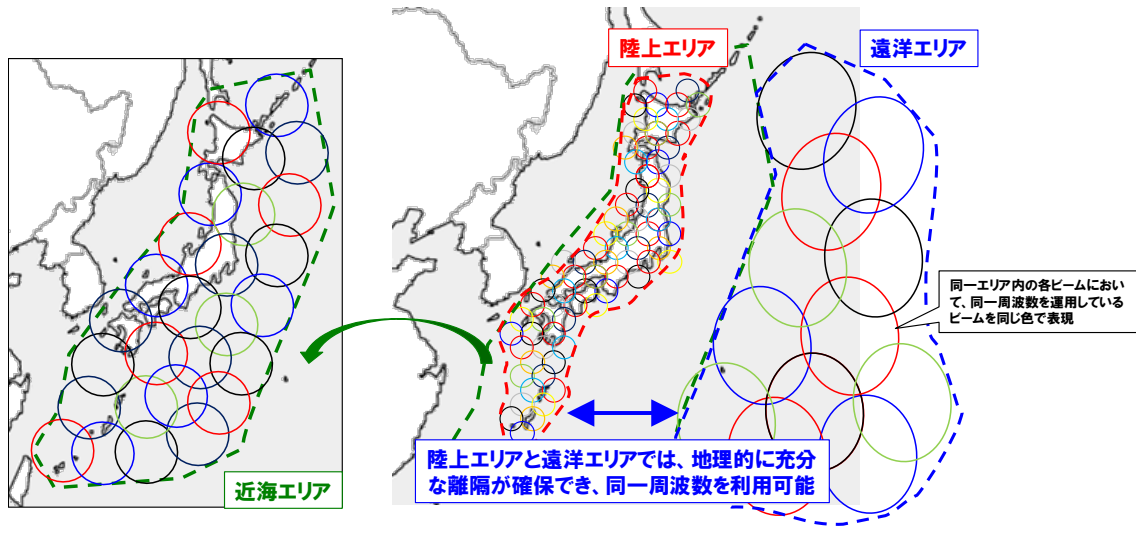 陸上エリア
遠洋エリア
同一エリア内の各ビームにおい
て、同一周波数を運用している
ビームを同じ色で表現
陸上エリアと遠洋エリアでは、地理的に充分
な離隔が確保でき、同一周波数を利用可能
近海エリア